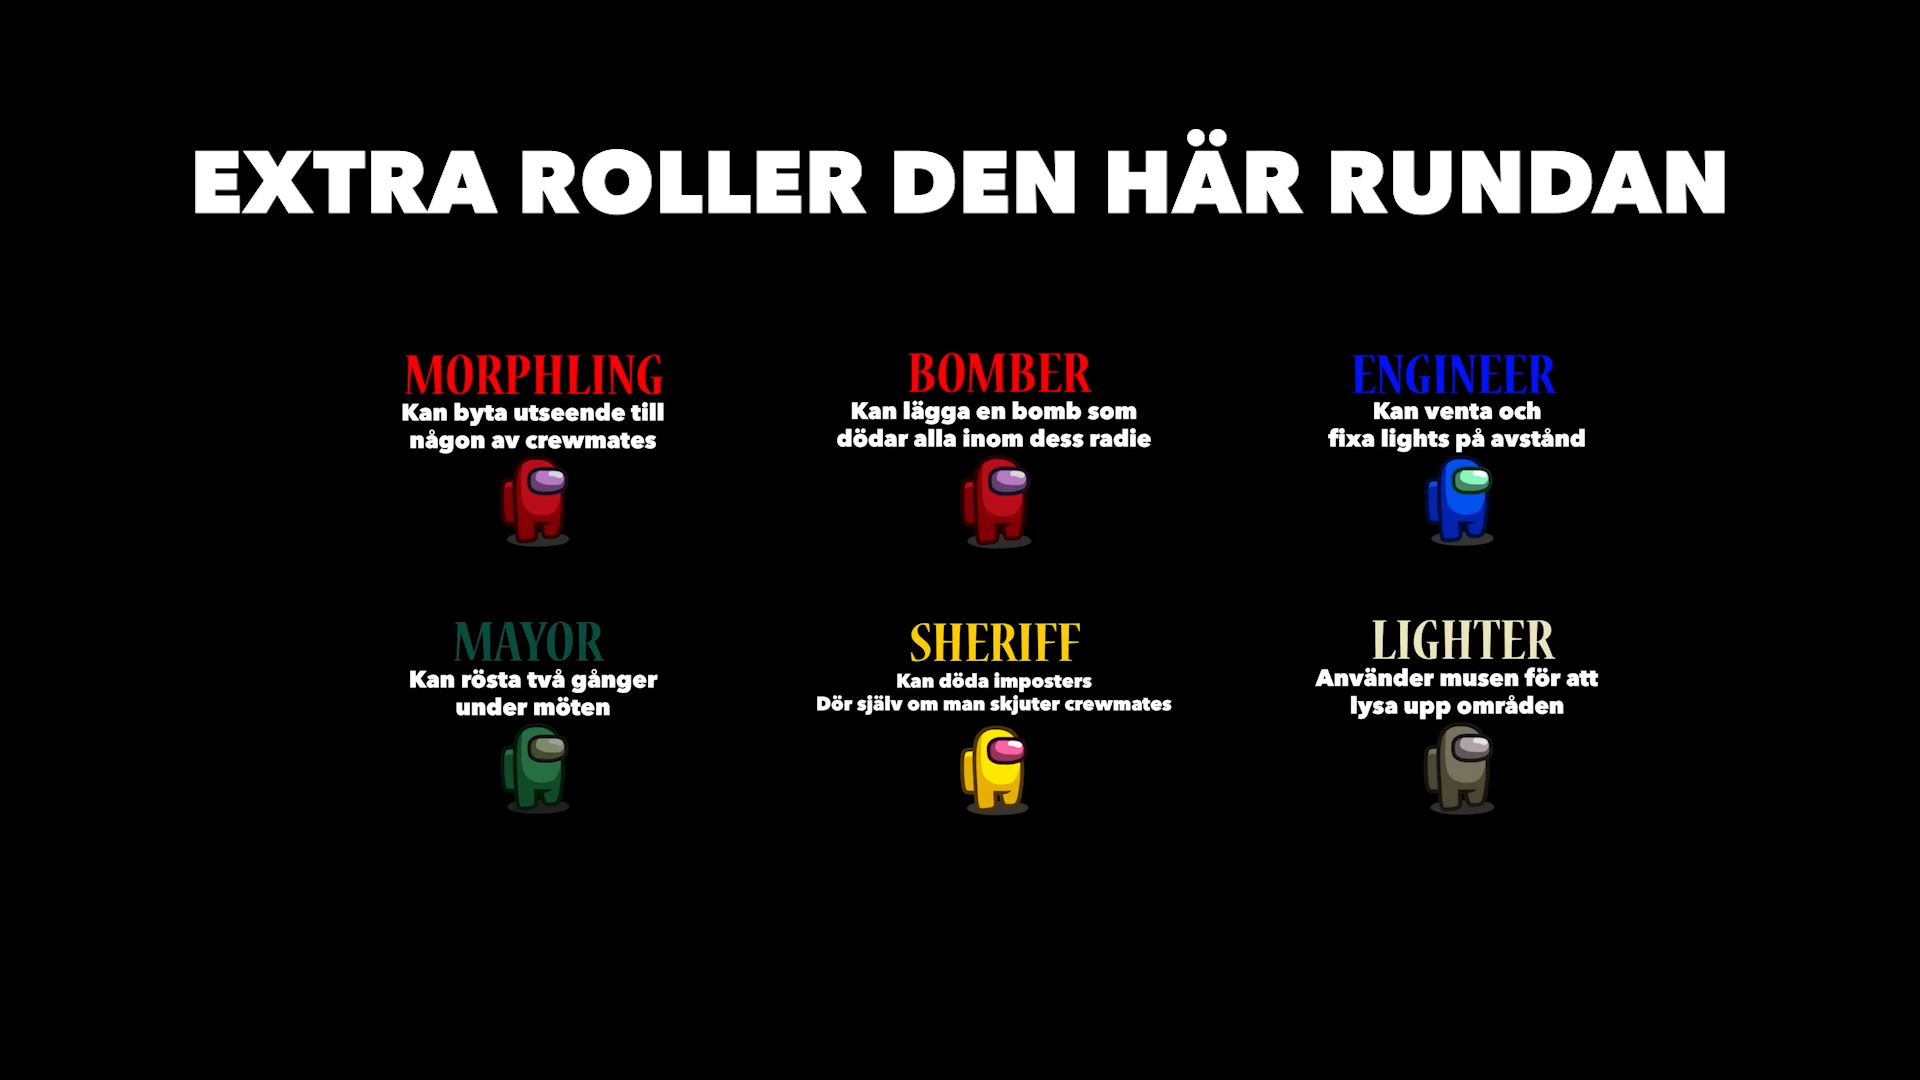 EXTRA ROLLER DEN HÄR RUNDAN
MORPHLING
Kan byta utseende till
någon av crewmates
BOMBER
Kan lägga en bomb som
dödar alla inom dess radie
ENGINEER
Kan venta och
fixa lights på avstånd
MAYOR
Kan rösta två gånger
under möten
SHERIFF
Kan döda imposters
Dör själv om man skjuter crewmates
LIGHTER
Använder musen för att
lysa upp områden